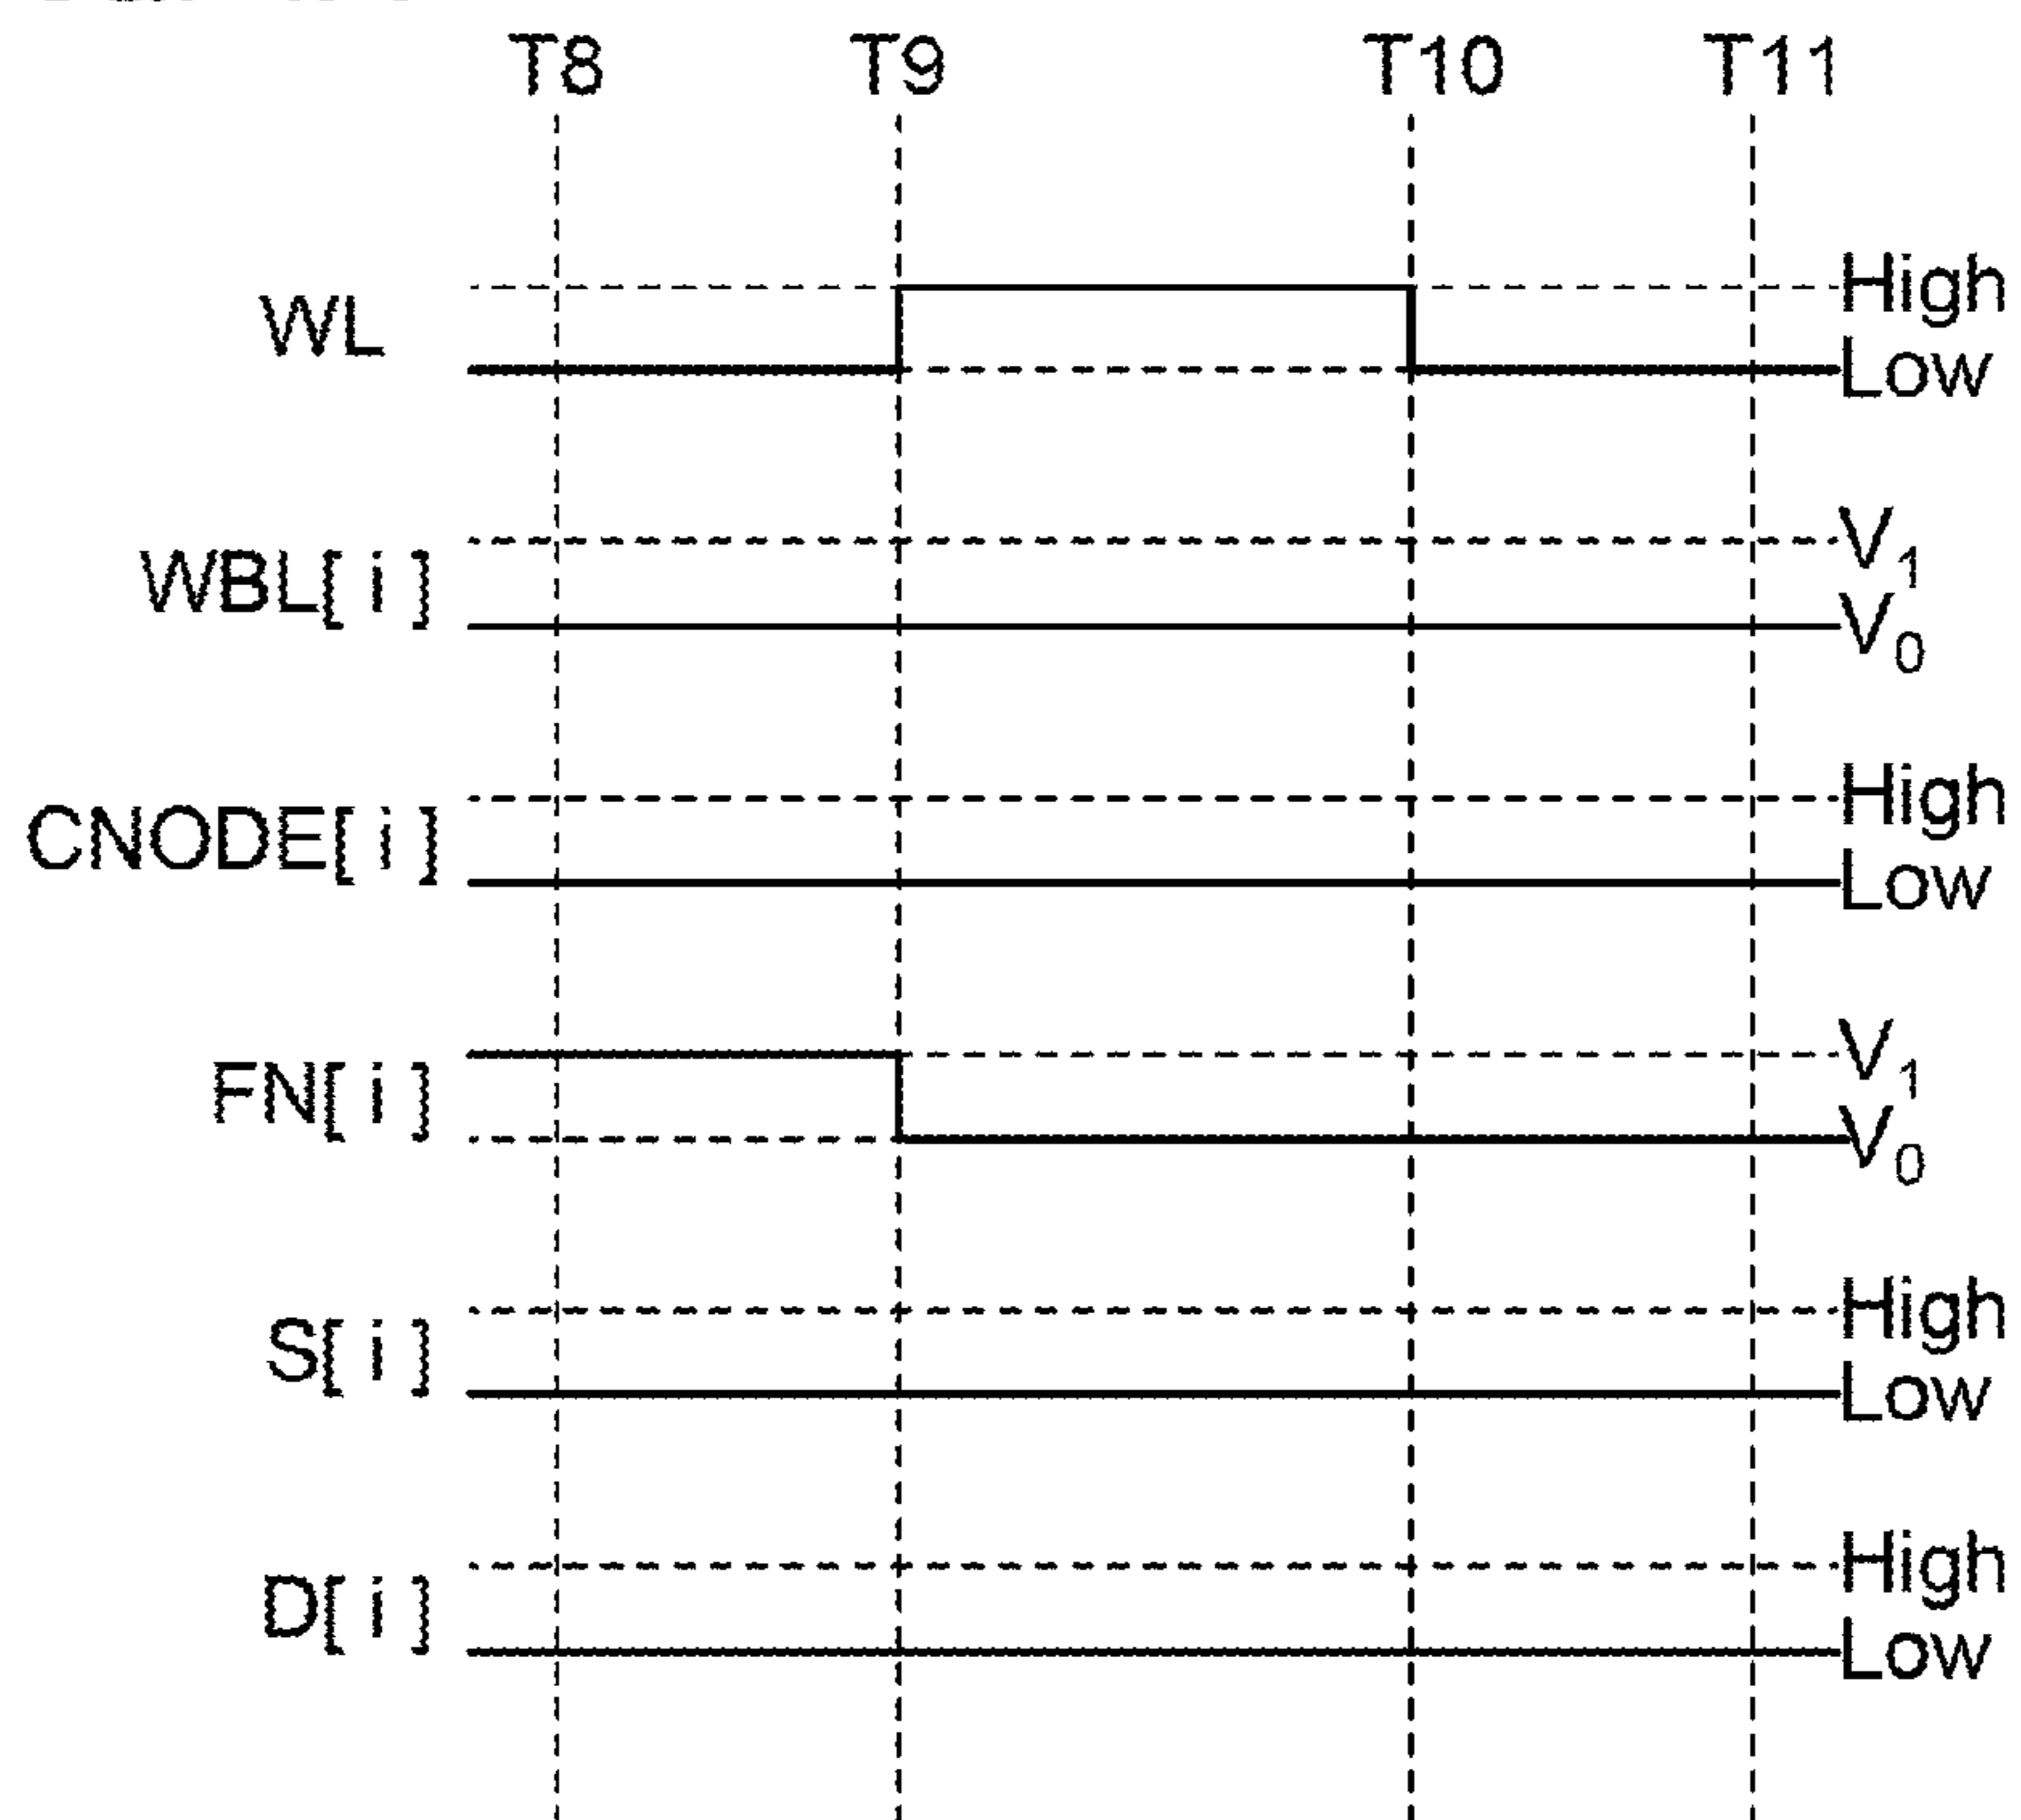 T8 T9 T10 T11
WL High
Low
WBL[ i ] V1
V0
CNODE[ i ] High
Low
FN[ i ] V1
V0
S[ i ] High
Low
D[ i ] High
Low